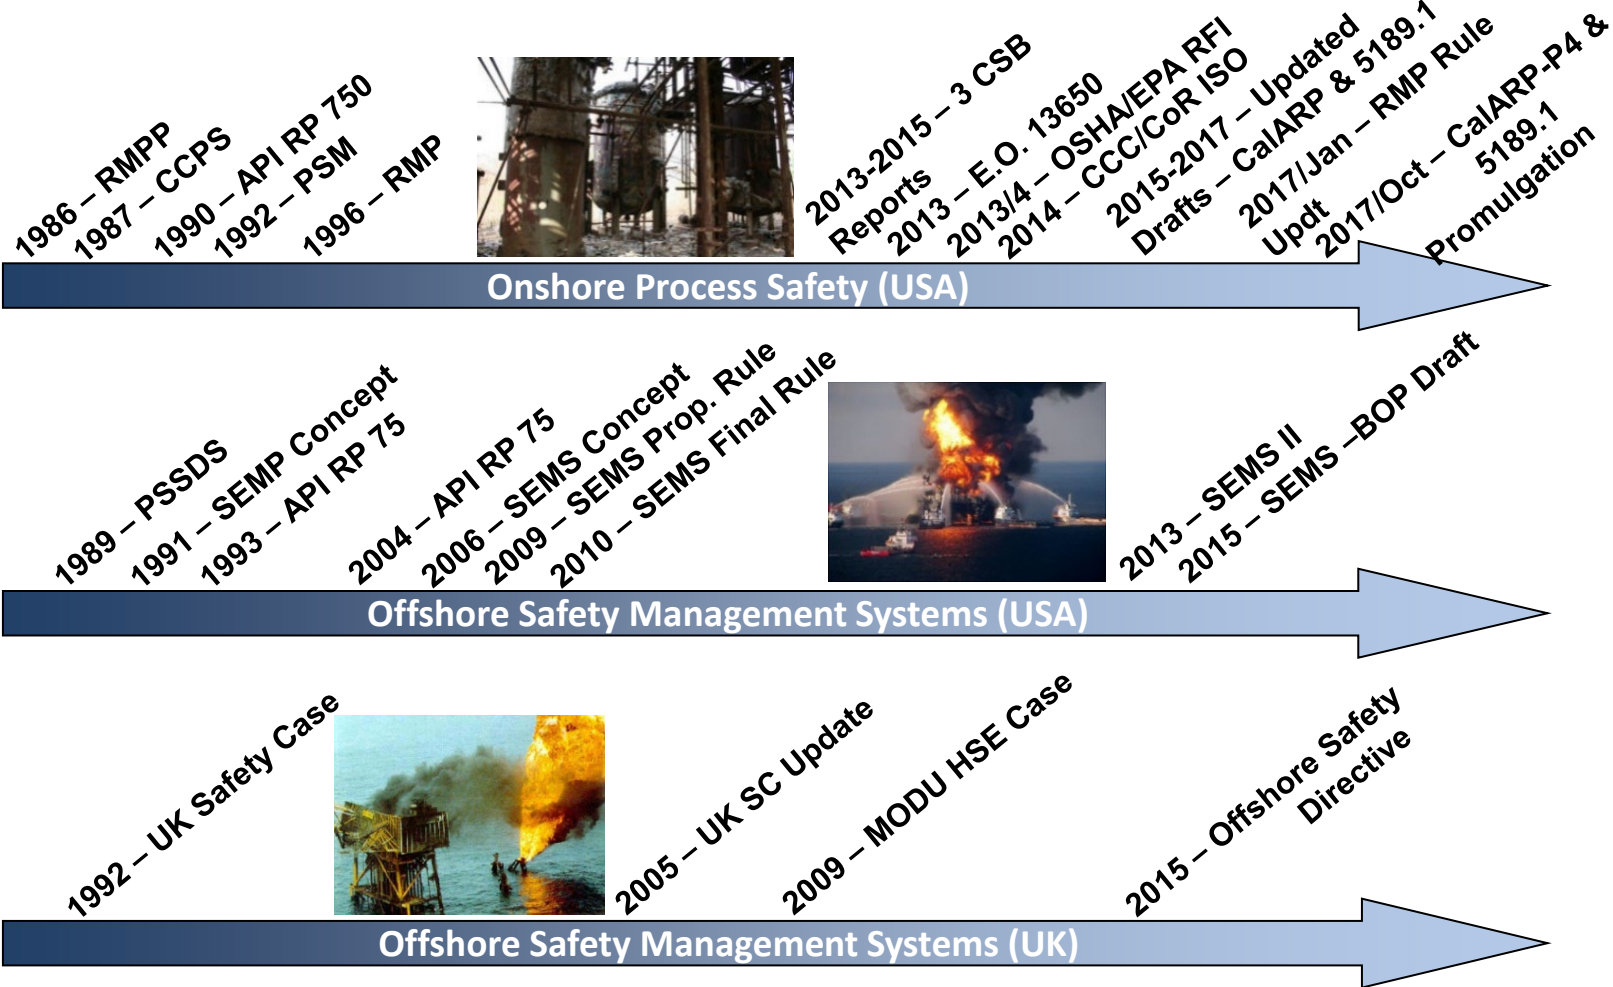 1986 – RMPP
1987 – CCPS
1990 – API RP 750
1992 – PSM
1996 – RMP
2013-2015 – 3 CSB
Reports
2013 – E.O. 13650
2013/4 – OSHA/EPA RFI
2014 – CCC/CoR ISO
2015-2017 – Updated
Drafts – CalARP & 5189.1
2017/Jan – RMP Rule
Updt
2017/Oct – CalARP-P4 &
5189.1
Promulgation
Onshore Process Safety (USA)
1989 – PSSDS
1991 – SEMP Concept
1993 – API RP 75
2004 – API RP 75
2006 – SEMS Concept
2009 – SEMS Prop. Rule
2010 – SEMS Final Rule
2013 – SEMS II
2015 – SEMS –BOP Draft
Offshore Safety Management Systems (USA)
1992 – UK Safety Case
2005 – UK SC Update
2009 – MODU HSE Case
2015 – Offshore Safety
Directive
Offshore Safety Management Systems (UK)